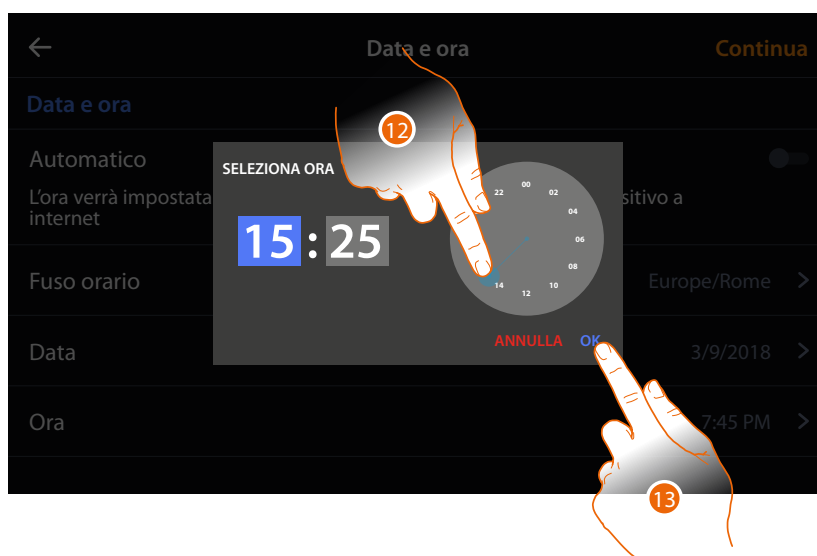 Data e ora
Continua
Data e ora
Automatico
L'ora verrà impostata
sitivo a
internet
Fuso orario
Europe/Rome
Data
3/9/2018
Ora
7:45 PM
12
SELEZIONA ORA
15 : 25
22 00 02
04
06
08
14 12 10
ANNULLA OK
13